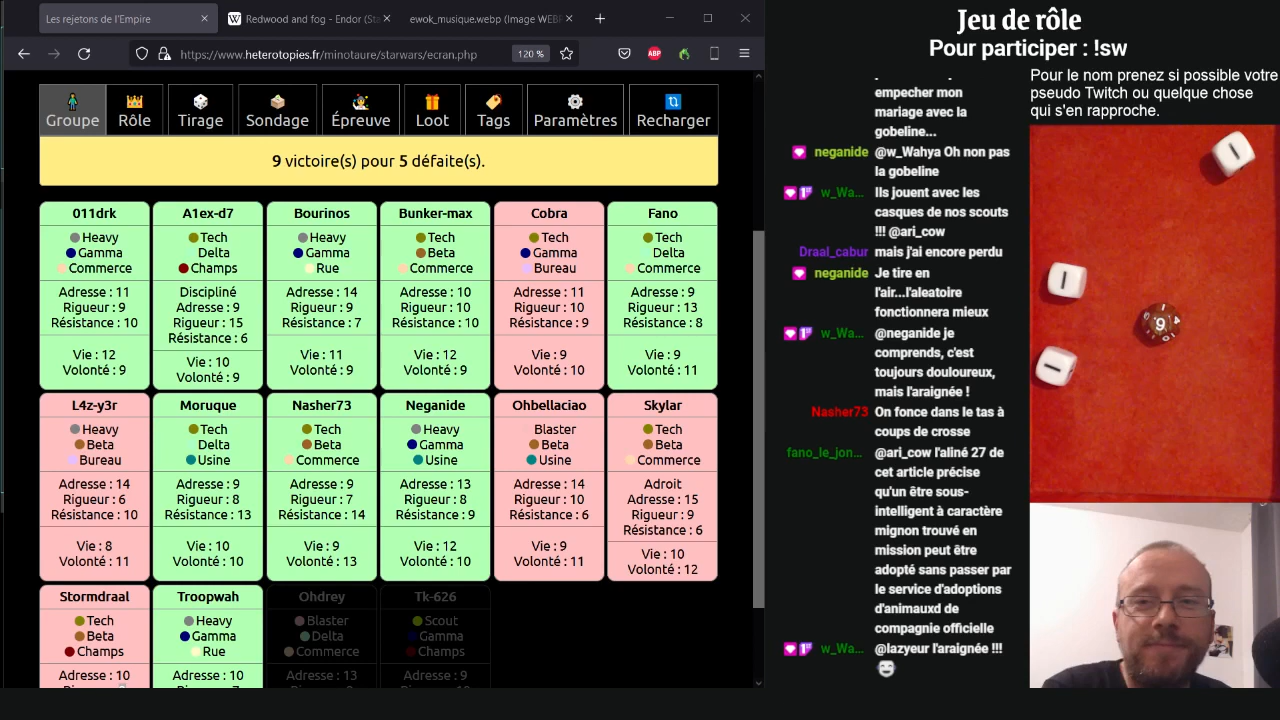 Les rejetons de l'Empire
Redwood and fog - Endor (Sta
ewok_musique.webp (Image WEBP
https://www.heterotopies.fr/minotaure/starwars/ecran.php
120 %
ABP
Groupe
Rôle
Tirage
Sondage
Épreuve
Loot
Tags
Paramètres
Recharger
9 victoire(s) pour 5 défaite(s).
011drk
Heavy
Gamma
Commerce
Adresse : 11
Rigueur : 9
Résistance : 10
Vie : 12
Volonté : 9
A1ex-d7
Tech
Delta
Champs
Discipliné
Adresse : 9
Rigueur : 15
Résistance : 6
Vie : 10
Volonté : 9
Bourinos
Heavy
Gamma
Rue
Adresse : 14
Rigueur : 9
Résistance : 7
Vie : 11
Volonté : 9
Bunker-max
Tech
Beta
Commerce
Adresse : 10
Rigueur : 10
Résistance : 10
Vie : 12
Volonté : 9
Cobra
Tech
Gamma
Bureau
Adresse : 11
Rigueur : 10
Résistance : 9
Vie : 9
Volonté : 10
Fano
Tech
Delta
Commerce
Adresse : 9
Rigueur : 13
Résistance : 8
Vie : 9
Volonté : 11
L4z-y3r
Heavy
Beta
Bureau
Adresse : 14
Rigueur : 6
Résistance : 10
Vie : 8
Volonté : 11
Moruque
Tech
Delta
Usine
Adresse : 9
Rigueur : 8
Résistance : 13
Vie : 10
Volonté : 10
Nasher73
Tech
Beta
Commerce
Adresse : 9
Rigueur : 7
Résistance : 14
Vie : 9
Volonté : 13
Neganide
Heavy
Gamma
Usine
Adresse : 13
Rigueur : 8
Résistance : 9
Vie : 12
Volonté : 10
Ohbellaciao
Blaster
Beta
Usine
Adresse : 14
Rigueur : 10
Résistance : 6
Vie : 9
Volonté : 11
Skylar
Tech
Beta
Commerce
Adroit
Adresse : 15
Rigueur : 9
Résistance : 6
Vie : 10
Volonté : 12
Stormdraal
Tech
Beta
Champs
Adresse : 10
Troopwah
Heavy
Gamma
Rue
Adresse : 10
Ohdrey
Blaster
Delta
Commerce
Adresse : 13
Tk-626
Scout
Gamma
Champs
Adresse : 9
empecher mon
mariage avec la
gobeline...
neganide @w_Wahya Oh non pas
la gobeline
w_Wa... Ils jouent avec les
casques de nos scouts
!!! @ari_cow
Draal_cabur mais j'ai encore perdu
neganide Je tire en
l'air...l'aleatoire
fonctionnera mieux
w_Wa... @neganide je
comprends, c'est
toujours douloureux,
mais l'araignée !
Nasher73 On fonce dans le tas à
coups de crosse
fano_le_jon... @ari_cow l'aliné 27 de
cet article précise
qu'un être sous-
intelligent à caractère
mignon trouvé en
mission peut être
adopté sans passer par
le service d'adoptions
d'animauxd de
compagnie officielle
w_Wa... @lazyeur l'araignée !!!
Jeu de rôle
Pour participer : !sw
Pour le nom prenez si possible votre
pseudo Twitch ou quelque chose
qui s'en rapproche.
9